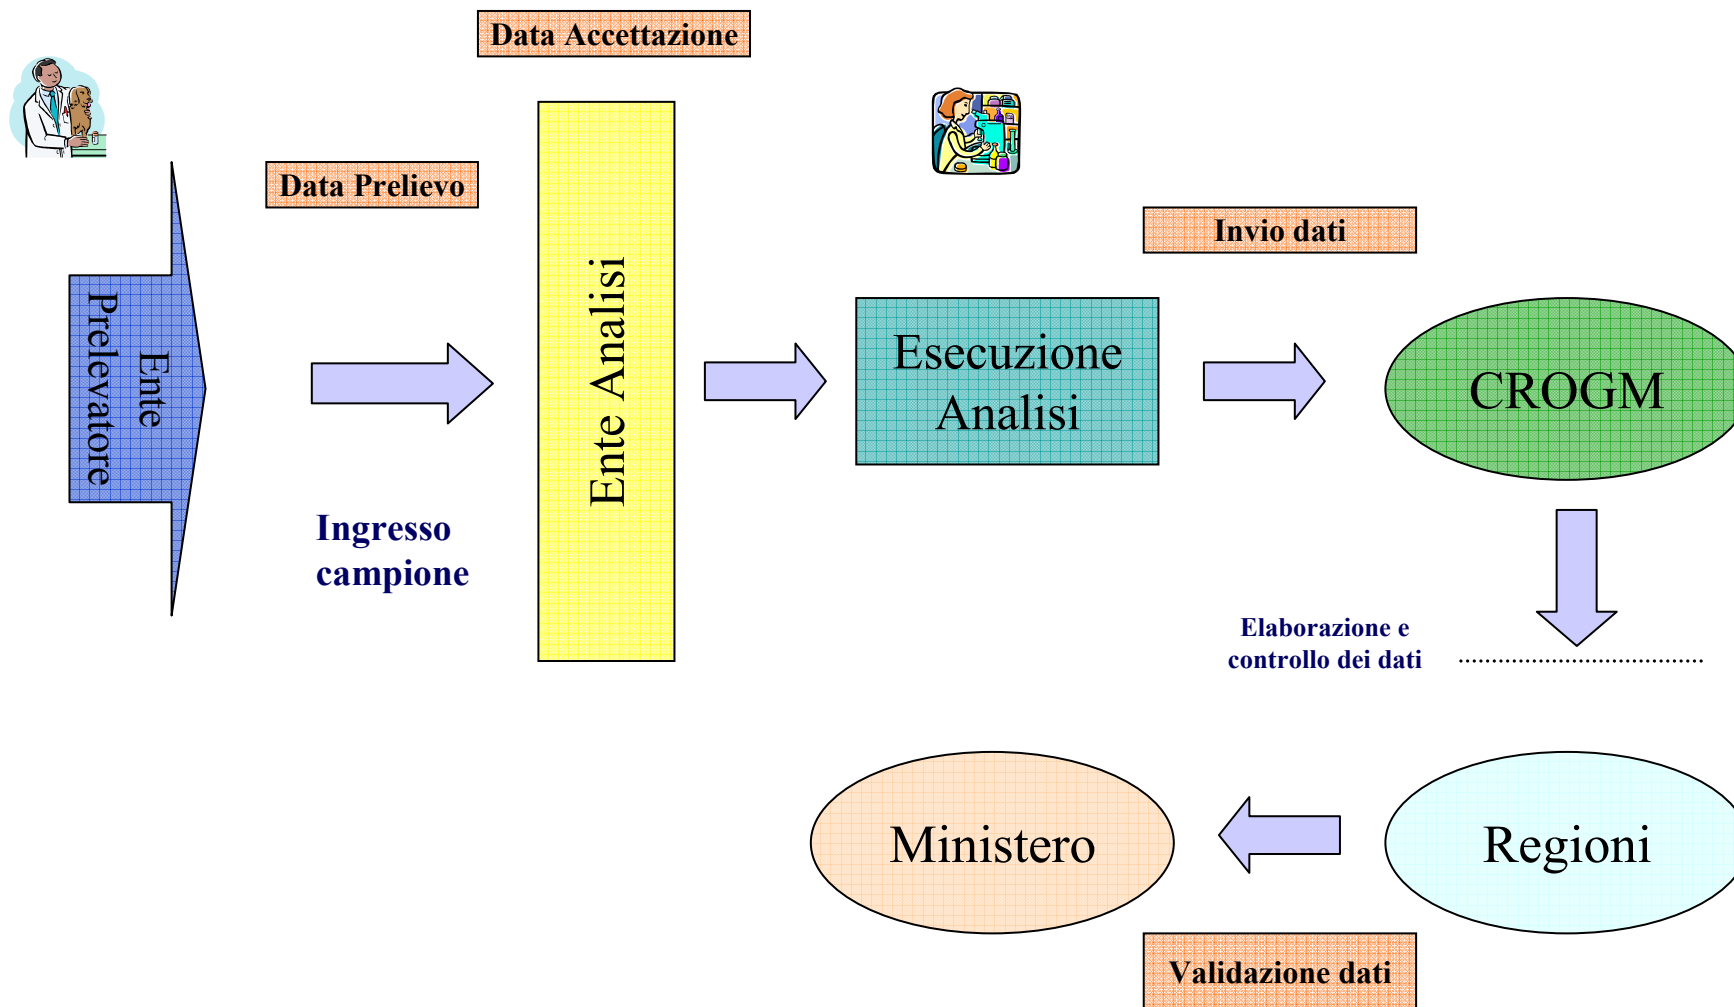 Data Accettazione
Data Prelievo
Invio dati
Ente
Prelevatore
Ente Analisi
Esecuzione
Analisi
CROGM
Ingresso
campione
Elaborazione e
controllo dei dati
Ministero
Regioni
Validazione dati